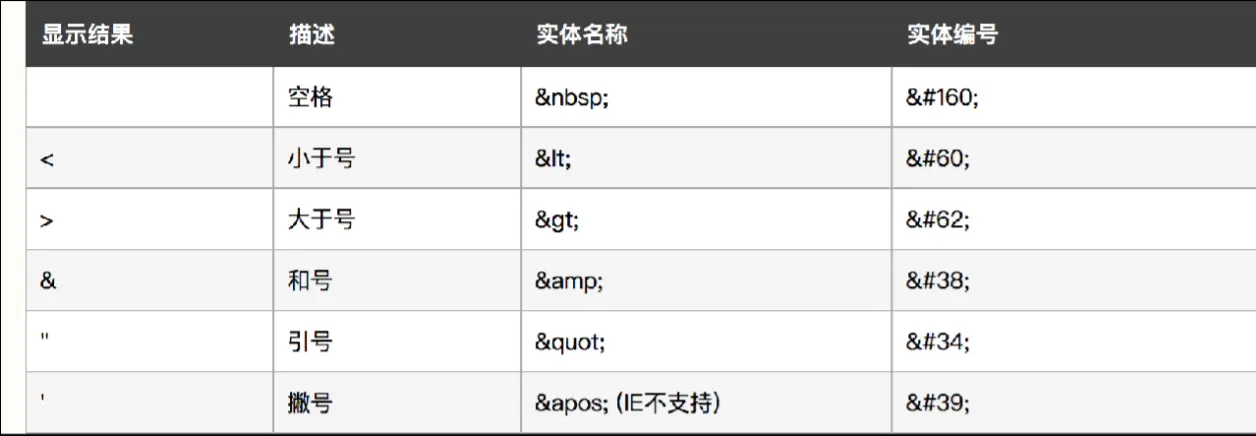 显示结果 描述 实体名称 实体编号
空格 &nbsp; &#160;
< 小于号 &lt; &#60;
> 大于号 &gt; &#62;
& 和号 &amp; &#38;
" 引号 &quot; &#34;
' 撇号 &apos; (IE不支持) &#39;